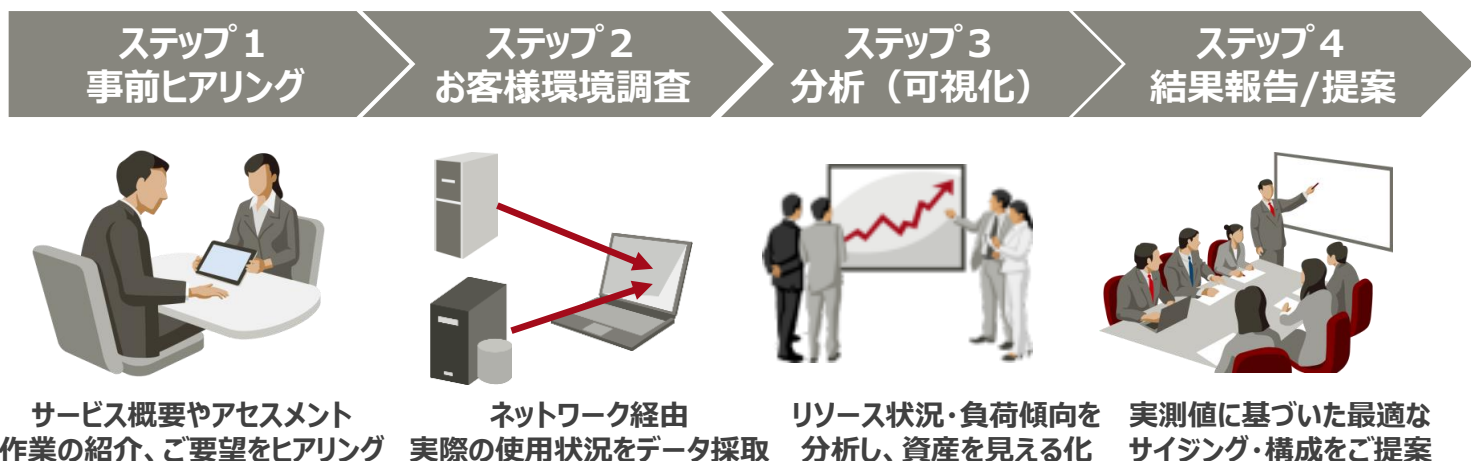 ステップ1
事前ヒアリング
ステップ2
お客様環境調査
ステップ3
分析（可視化）
ステップ4
結果報告/提案
サービス概要やアセスメント
作業の紹介、ご要望をヒアリング
ネットワーク経由
実際の使用状況をデータ採取
リソース状況・負荷傾向を
分析し、資産を見える化
実測値に基づいた最適な
サイジング・構成をご提案